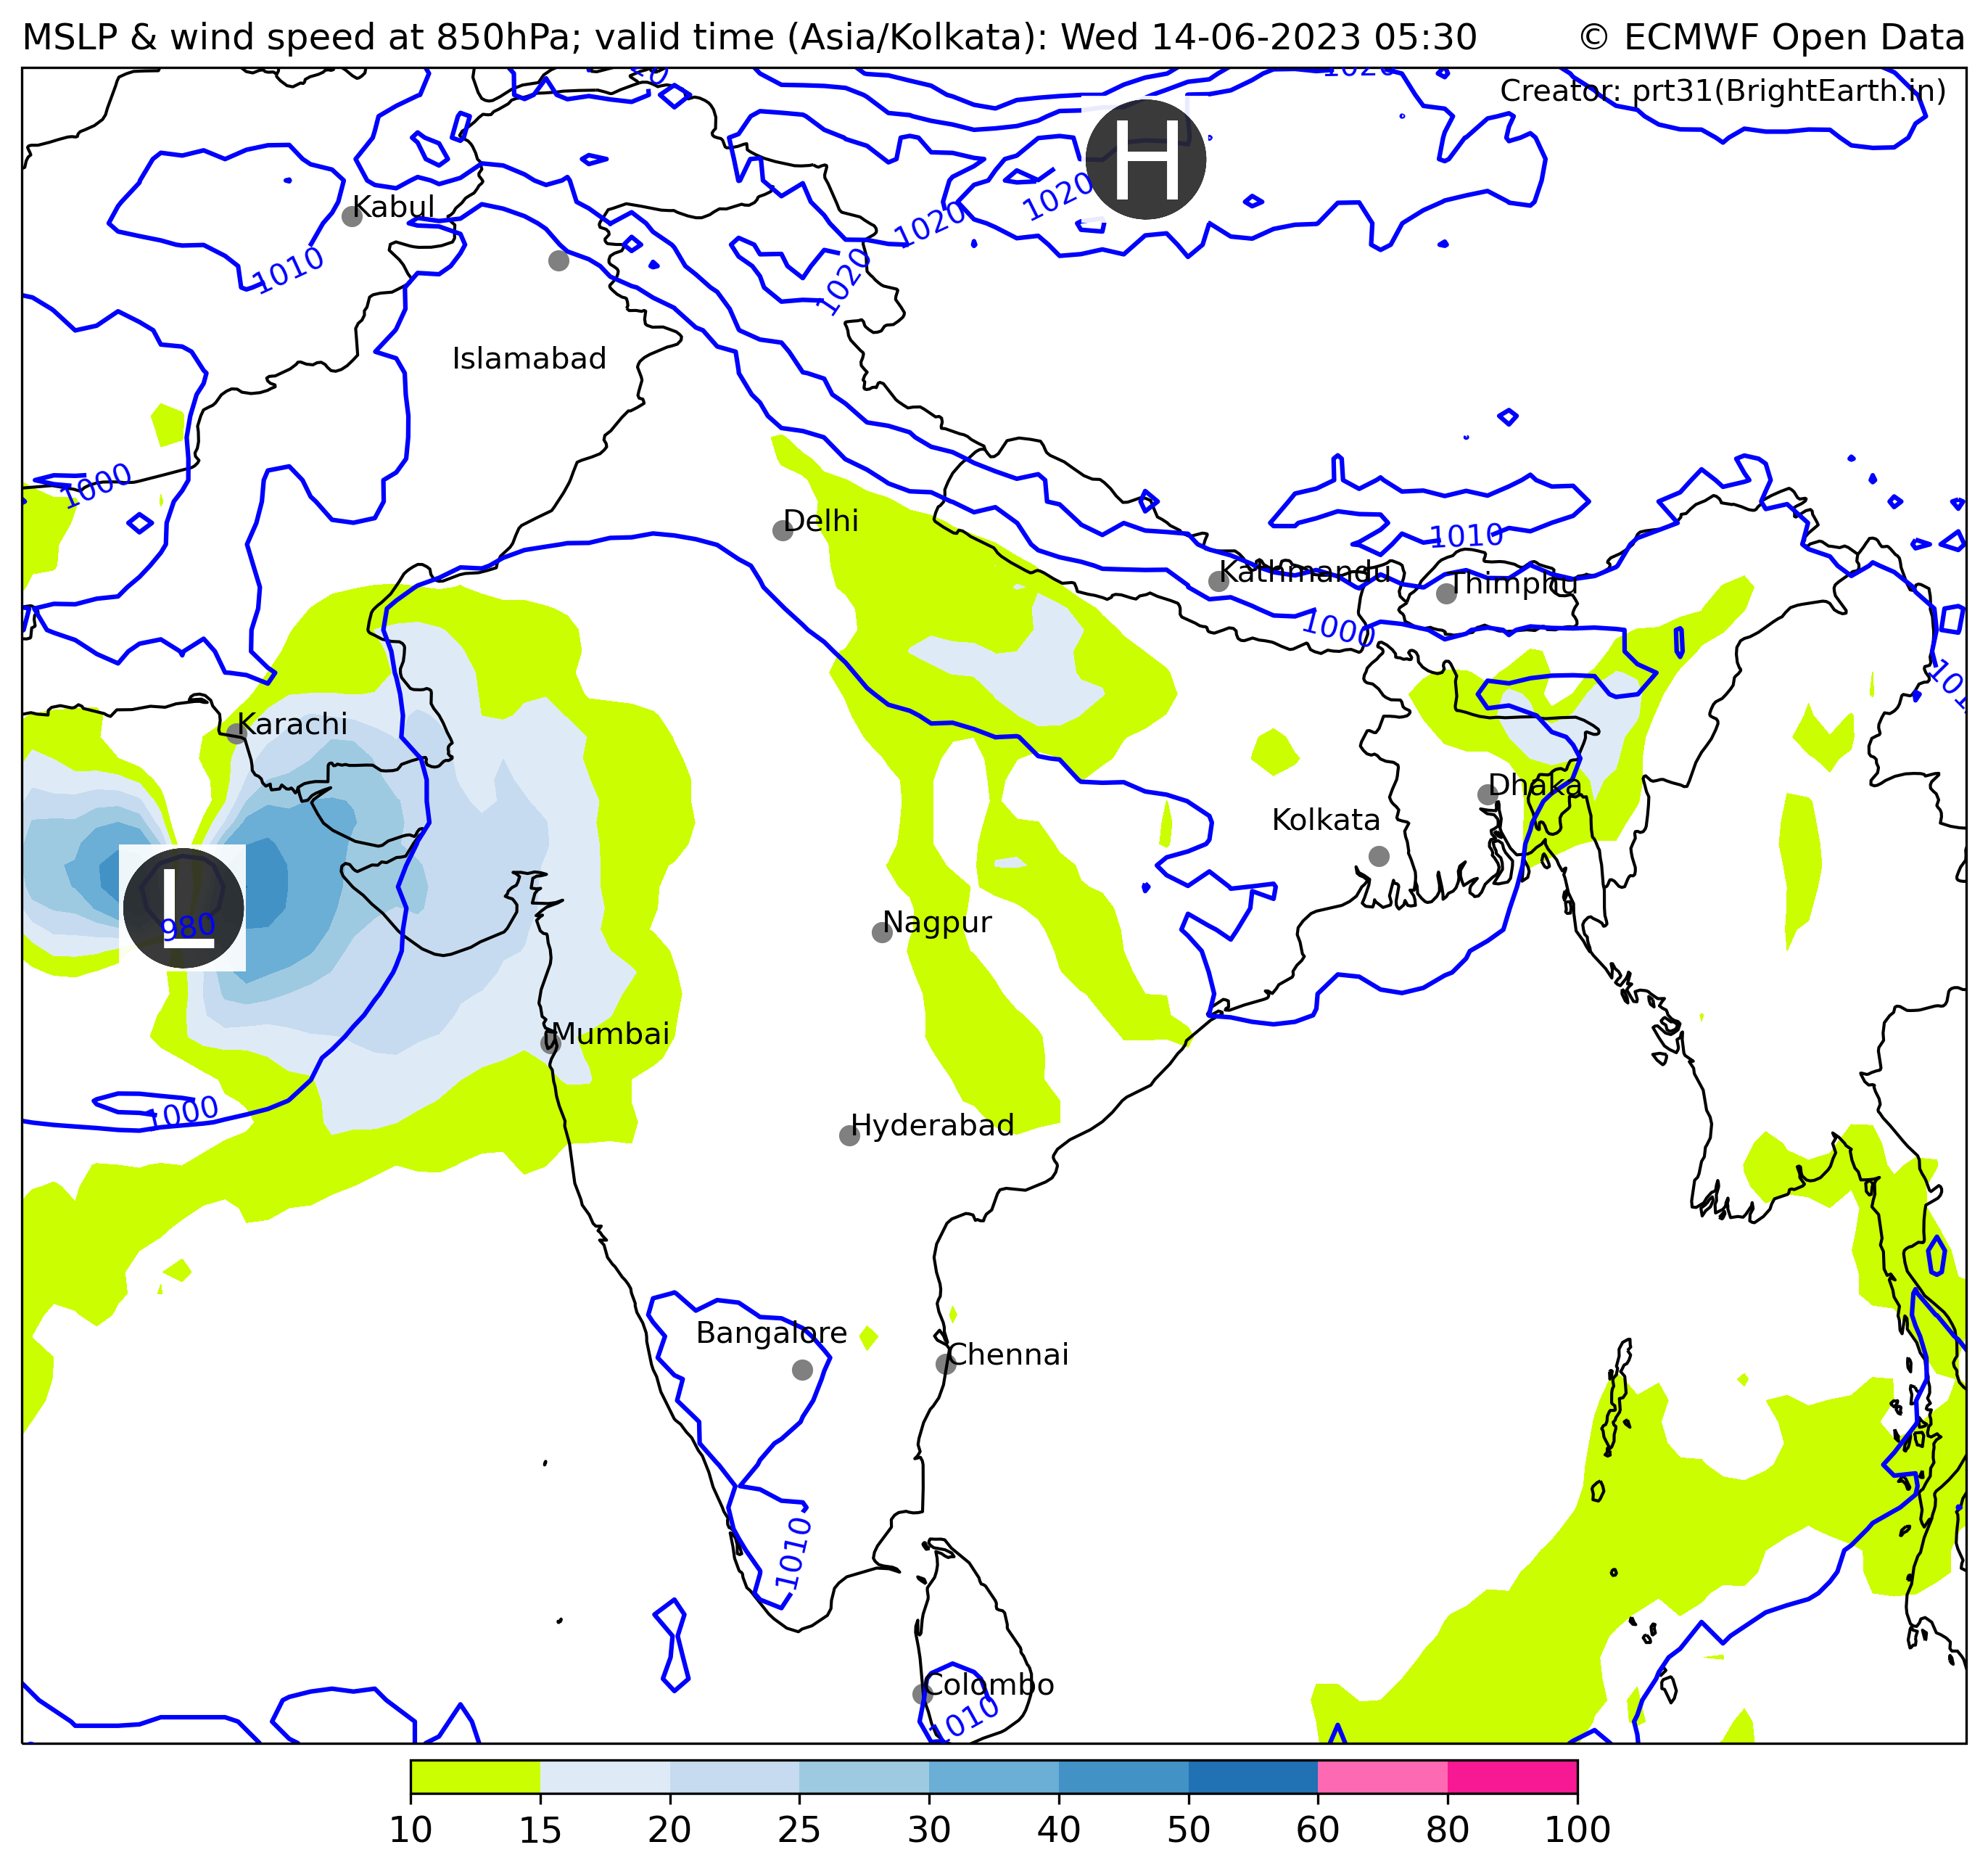 MSLP & wind speed at 850hPa; valid time (Asia/Kolkata): Wed 14-06-2023 05:30
© ECMWF Open Data
1020
Creator: prt31(BrightEarth.in)
H
1020
Kabul
1020
1010
1020
Islamabad
1000
Delhi
1010
Kathmandu
Thimphu
1000
Karachi
Dhaka
Kolkata
L
980
Nagpur
Mumbai
1000
Hyderabad
Bangalore
Chennai
1010
Colombo
1010
10 15 20 25 30 40 50 60 80 100